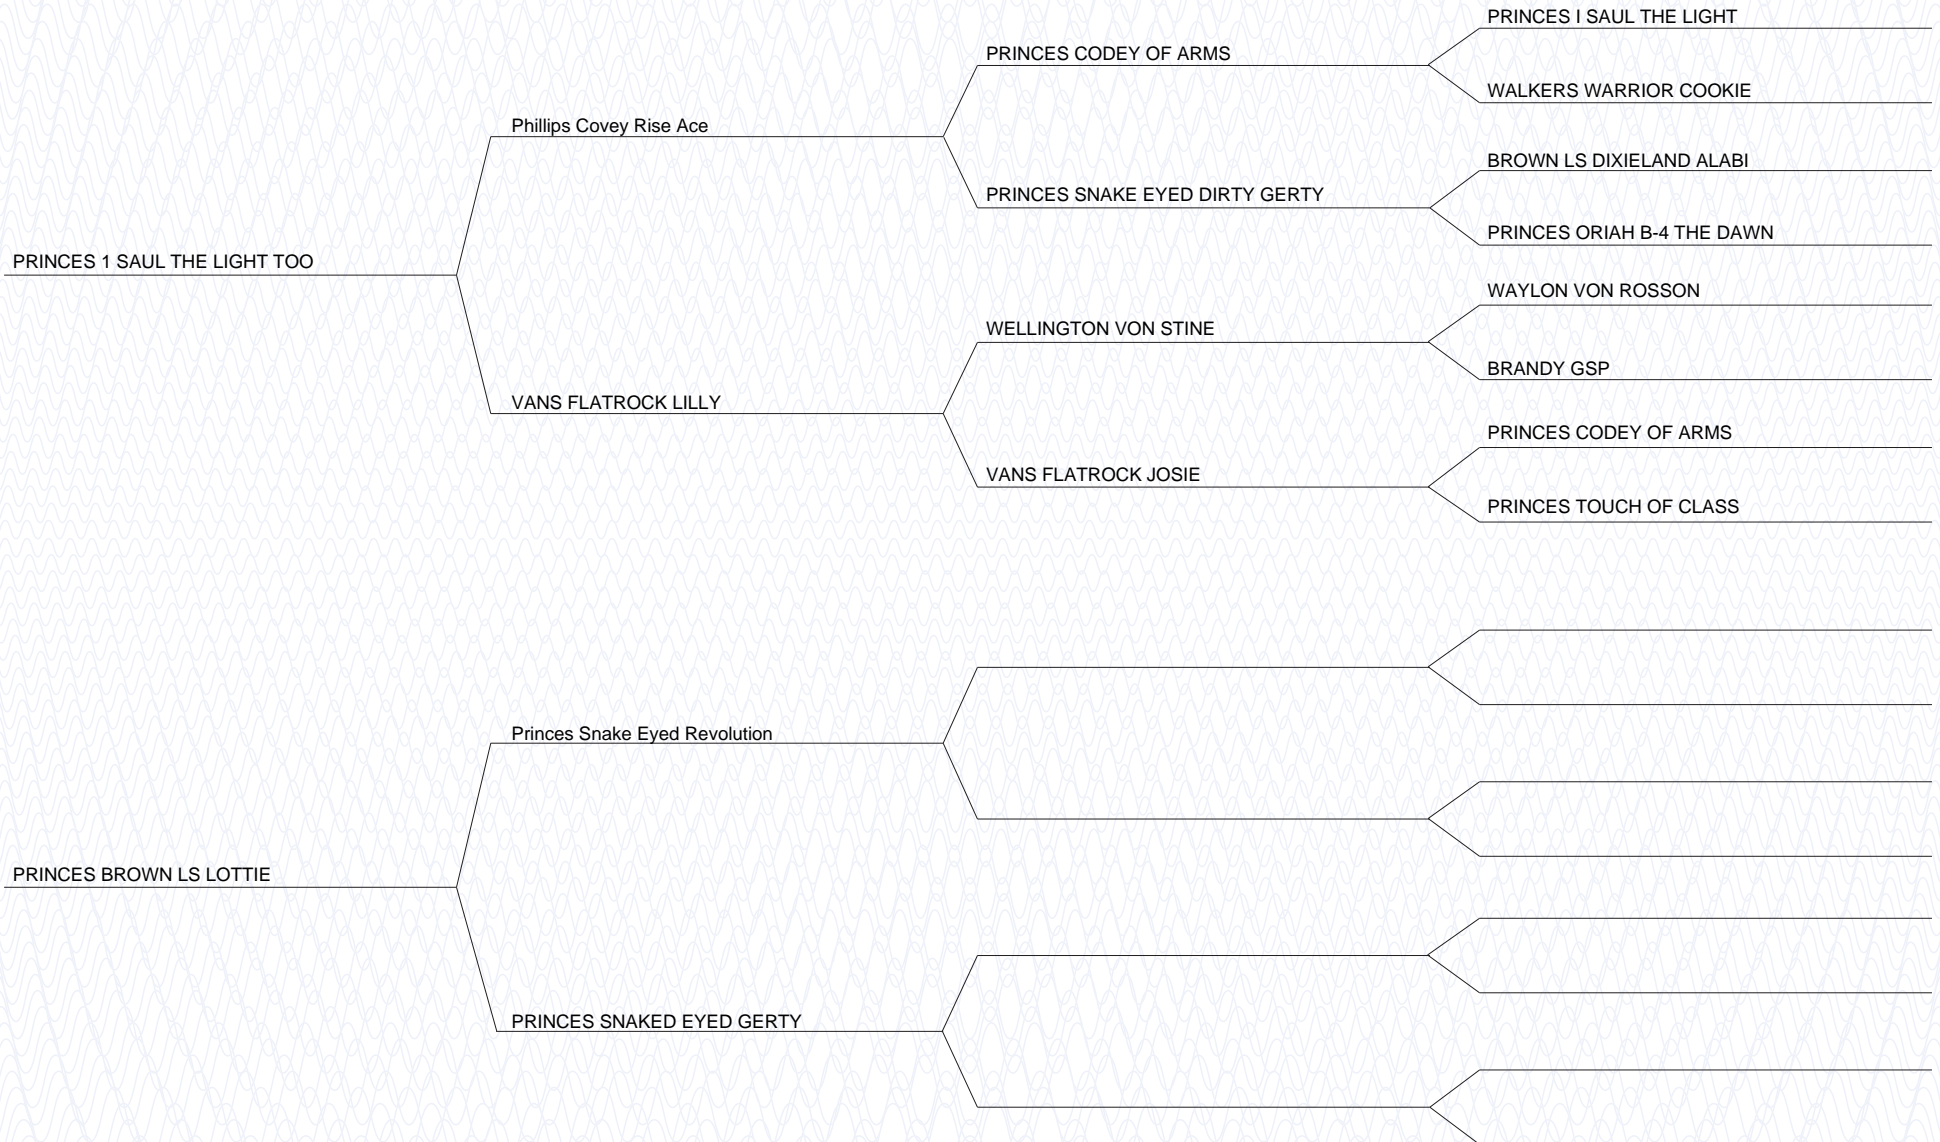 PRINCES I SAUL THE LIGHT
PRINCES CODEY OF ARMS
WALKERS WARRIOR COOKIE
Phillips Covey Rise Ace
BROWN LS DIXIELAND ALABI
PRINCES SNAKE EYED DIRTY GERTY
PRINCES ORIAH B-4 THE DAWN
PRINCES 1 SAUL THE LIGHT TOO
WAYLON VON ROSSON
WELLINGTON VON STINE
BRANDY GSP
VANS FLATROCK LILLY
PRINCES CODEY OF ARMS
VANS FLATROCK JOSIE
PRINCES TOUCH OF CLASS
Princes Snake Eyed Revolution
PRINCES BROWN LS LOTTIE
PRINCES SNAKED EYED GERTY